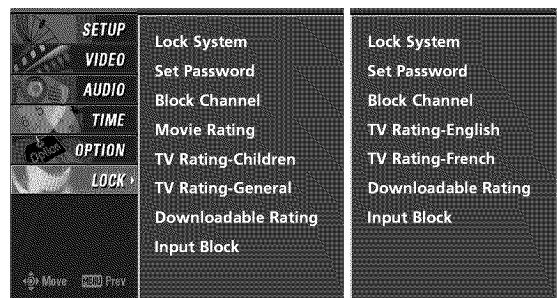 SETUP
VIDEO
AUDIO
TIME
Option
OPTION
LOCK
Move MENU Prev
Lock System
Set Password
Block Channel
Movie Rating
TV Rating-Children
TV Rating-General
Downloadable Rating
Input Block
Lock System
Set Password
Block Channel
TV Rating-English
TV Rating-French
Downloadable Rating
Input Block